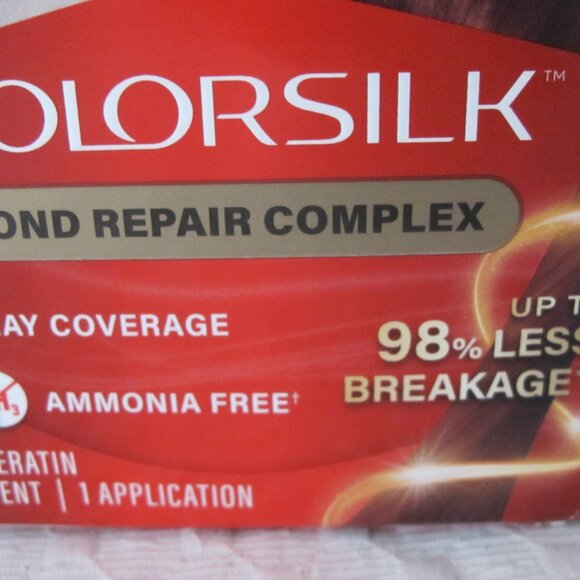 OLORSILK™
OND REPAIR COMPLEX
AY COVERAGE
UP T
98% LESS
BREAKAGE
AMMONIA FREE†
ERATIN
ENT | 1 APPLICATION